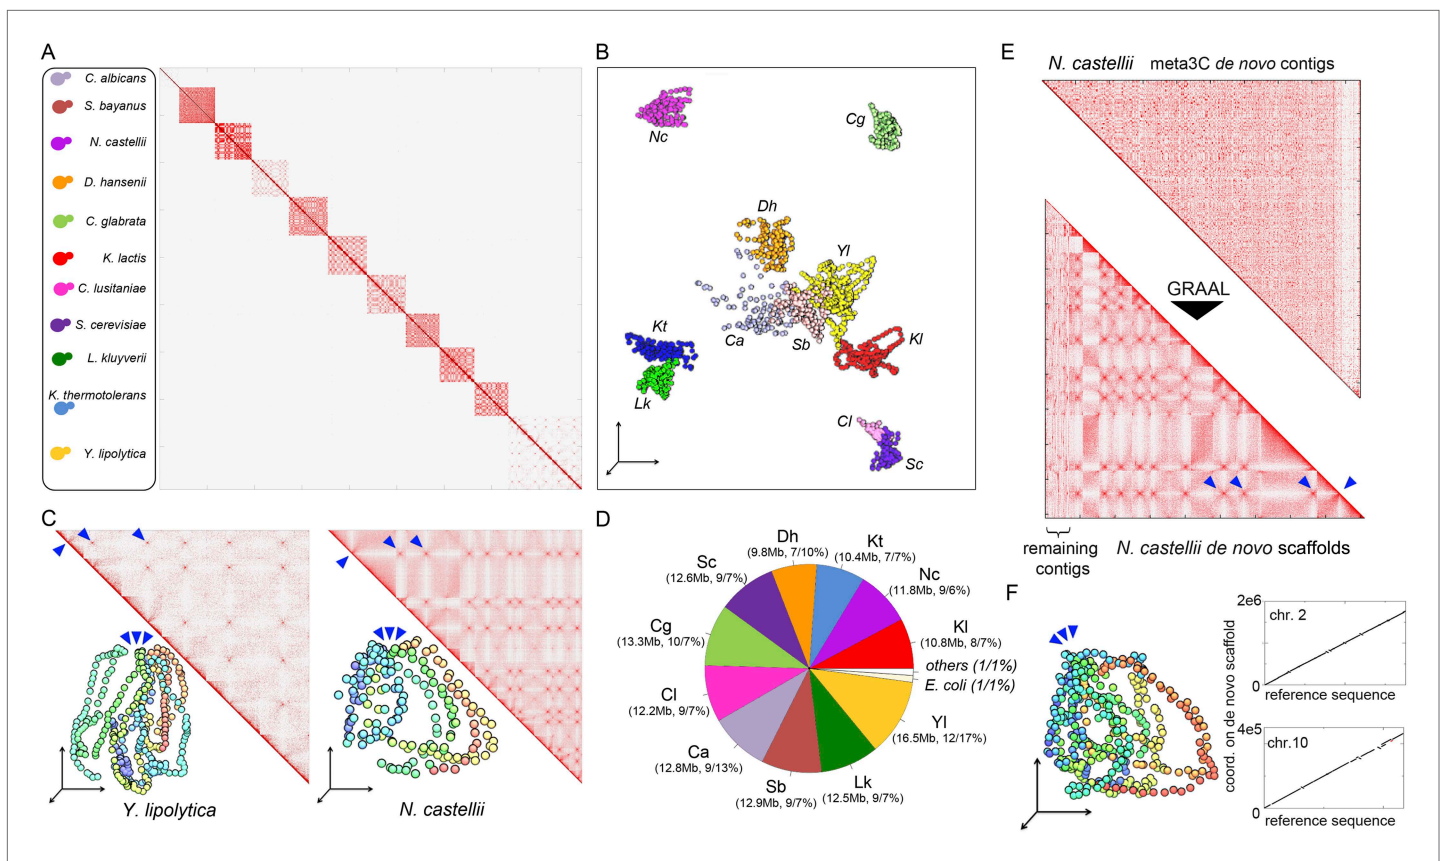 A
C. albicans
S. bayanus
N. castellii
D. hansenii
C. glabrata
K. lactis
C. lusitaniae
S. cerevisiae
L. kluyverii
K. thermotolerans
Y. lipolytica
B
Nc
Cg
Dh
Yl
Kt
Ca
Sb
Kl
Lk
Cl
Sc
C
Y. lipolytica
N. castellii
D
Dh
(9.8Mb, 7/10%)
Kt
(10.4Mb, 7/7%)
Sc
(12.6Mb, 9/7%)
Nc
(11.8Mb, 9/6%)
Cg
(13.3Mb, 10/7%)
Kl
(10.8Mb, 8/7%)
others (1/1%)
E. coli (1/1%)
Cl
(12.2Mb, 9/7%)
Yl
(16.5Mb, 12/17%)
Ca
(12.8Mb, 9/13%)
Sb
(12.9Mb, 9/7%)
Lk
(12.5Mb, 9/7%)
E
N. castellii meta3C de novo contigs
GRAAL
remaining
contigs
N. castellii de novo scaffolds
F
coord. on de novo scaffold
2e6
chr. 2
0
reference sequence
4e5
chr.10
0
reference sequence